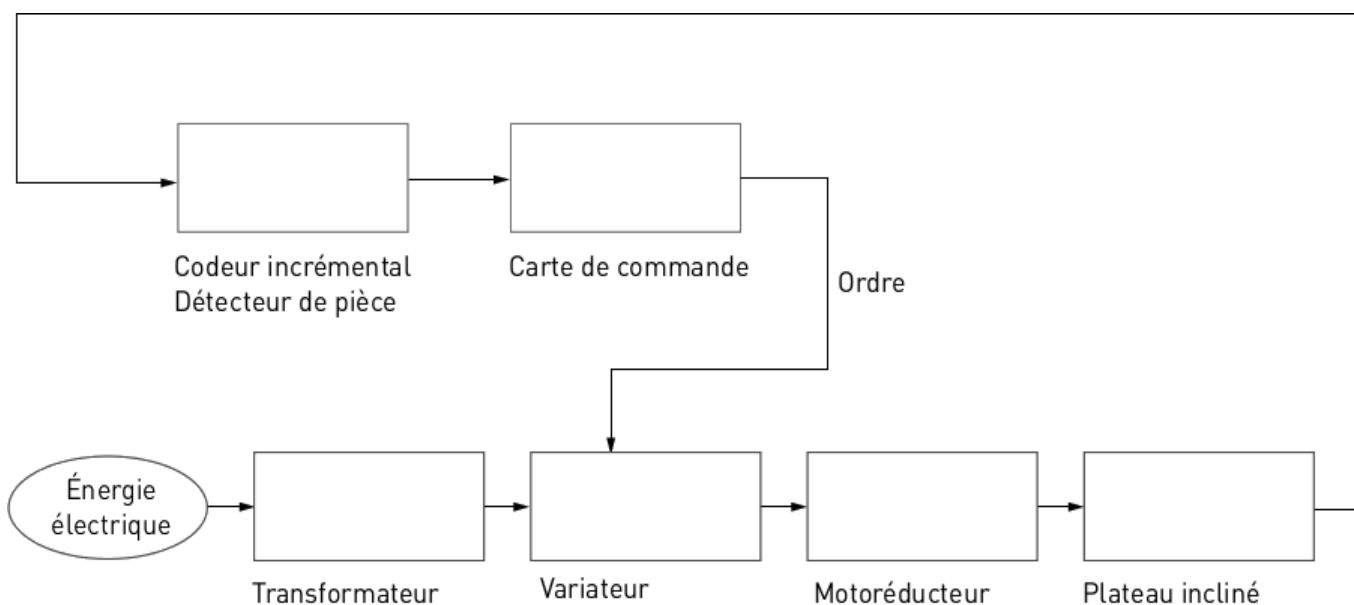 Codeur incrémental
Détecteur de pièce
Carte de commande
Ordre
Énergie
électrique
Transformateur
Variateur
Motoréducteur
Plateau incliné